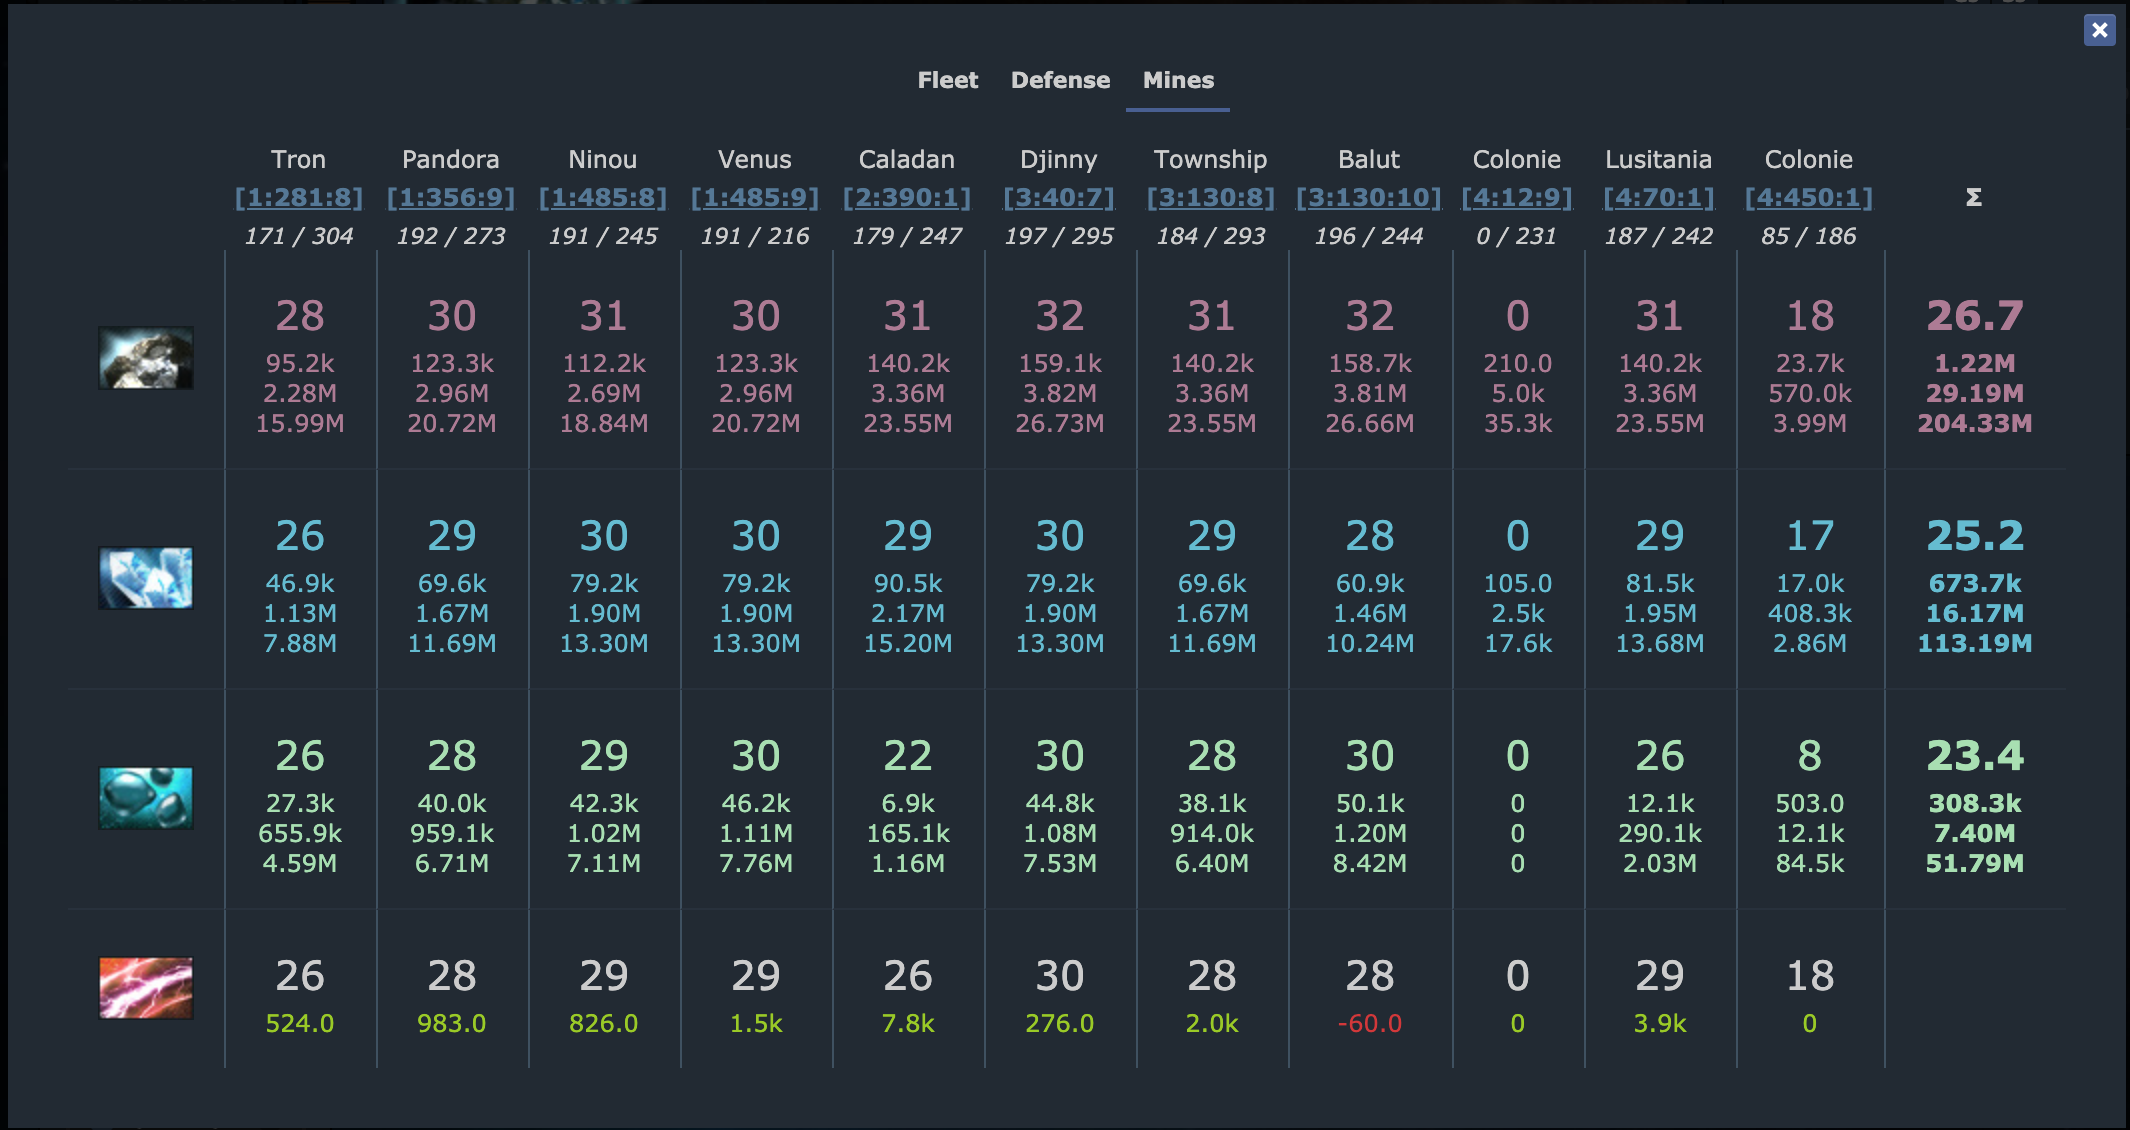 Fleet Defense Mines
Tron Pandora Ninou Venus Caladan Djinny Township Balut Colonie Lusitania Colonie
[1:281:8] [1:356:9] [1:485:8] [1:485:9] [2:390:1] [3:40:7] [3:130:8] [3:130:10] [4:12:9] [4:70:1] [4:450:1] Σ
171 / 304 192 / 273 191 / 245 191 / 216 179 / 247 197 / 295 184 / 293 196 / 244 0 / 231 187 / 242 85 / 186
28 30 31 30 31 32 31 32 0 31 18 26.7
95.2k 123.3k 112.2k 123.3k 140.2k 159.1k 140.2k 158.7k 210.0 140.2k 23.7k 1.22M
2.28M 2.96M 2.69M 2.96M 3.36M 3.82M 3.36M 3.81M 5.0k 3.36M 570.0k 29.19M
15.99M 20.72M 18.84M 20.72M 23.55M 26.73M 23.55M 26.66M 35.3k 23.55M 3.99M 204.33M
26 29 30 30 29 30 29 28 0 29 17 25.2
46.9k 69.6k 79.2k 79.2k 90.5k 79.2k 69.6k 60.9k 105.0 81.5k 17.0k 673.7k
1.13M 1.67M 1.90M 1.90M 2.17M 1.90M 1.67M 1.46M 2.5k 1.95M 408.3k 16.17M
7.88M 11.69M 13.30M 13.30M 15.20M 13.30M 11.69M 10.24M 17.6k 13.68M 2.86M 113.19M
26 28 29 30 22 30 28 30 0 26 8 23.4
27.3k 40.0k 42.3k 46.2k 6.9k 44.8k 38.1k 50.1k 0 12.1k 503.0 308.3k
655.9k 959.1k 1.02M 1.11M 165.1k 1.08M 914.0k 1.20M 0 290.1k 12.1k 7.40M
4.59M 6.71M 7.11M 7.76M 1.16M 7.53M 6.40M 8.42M 0 2.03M 84.5k 51.79M
26 28 29 29 26 30 28 28 0 29 18
524.0 983.0 826.0 1.5k 7.8k 276.0 2.0k -60.0 0 3.9k 0